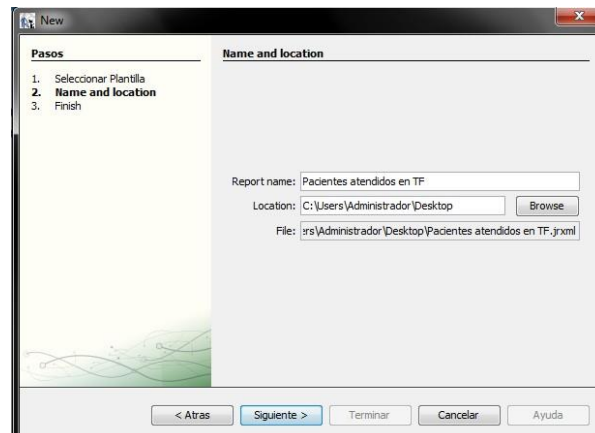 New
Pasos
1. Seleccionar Plantilla
2. Name and location
3. Finish
Name and location
Report name: Pacientes atendidos en TF
Location: C:\Users\Administrador\Desktop Browse
File: ers\Administrador\Desktop\Pacientes atendidos en TF.jrxml
< Atras Siguiente > Terminar Cancelar Ayuda